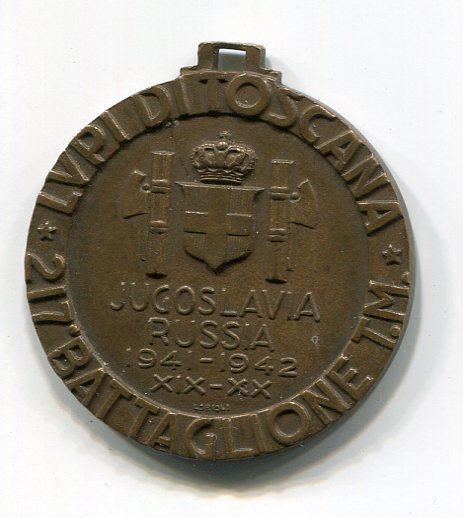 LVPI DI TOSCANA
JUGOSLAVIA
RUSSIA
1941-1942
XIX-XX
217° BATTAGLIONE T.M.